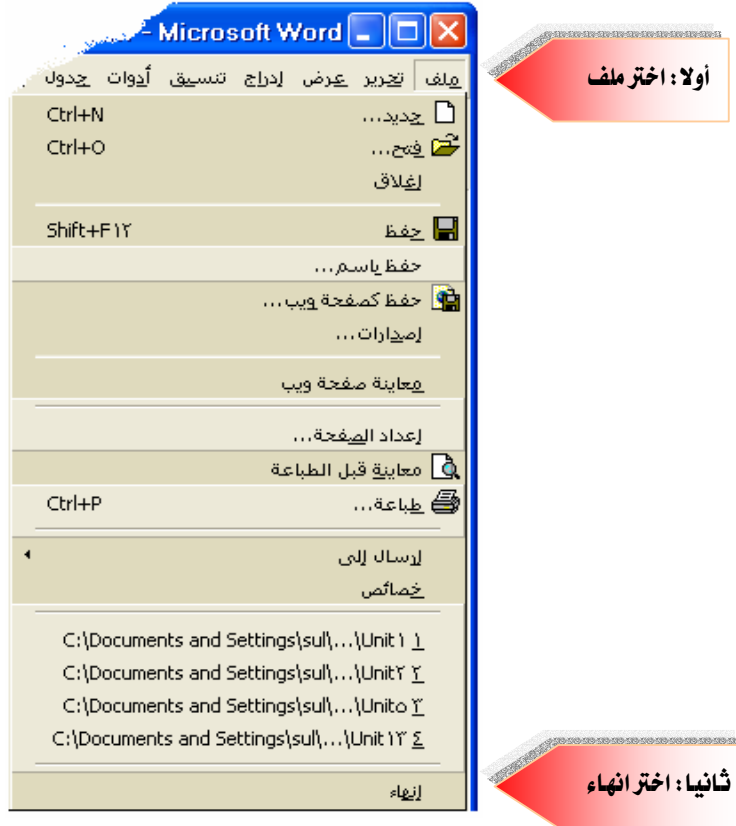 - Microsoft Word
أولا : اختر ملف
ملف تحرير عرض إدراج تنسيق أدوات جدول
جديد... Ctrl+N
فتح... Ctrl+O
إغلاق
حفظ Shift+F١٢
حفظ باسم...
حفظ كصفحة ويب...
إصدارات...
معاينة صفحة ويب
إعداد الصفحة...
معاينة قبل الطباعة
طباعة... Ctrl+P
إرسال إلى
خصائص
١ C:\Documents and Settings\sul\...\Unit١
٢ C:\Documents and Settings\sul\...\Unit٢
٣ C:\Documents and Settings\sul\...\Unit٥
٤ C:\Documents and Settings\sul\...\Unit١٣
إنهاء
ثانيا : اختر انهاء